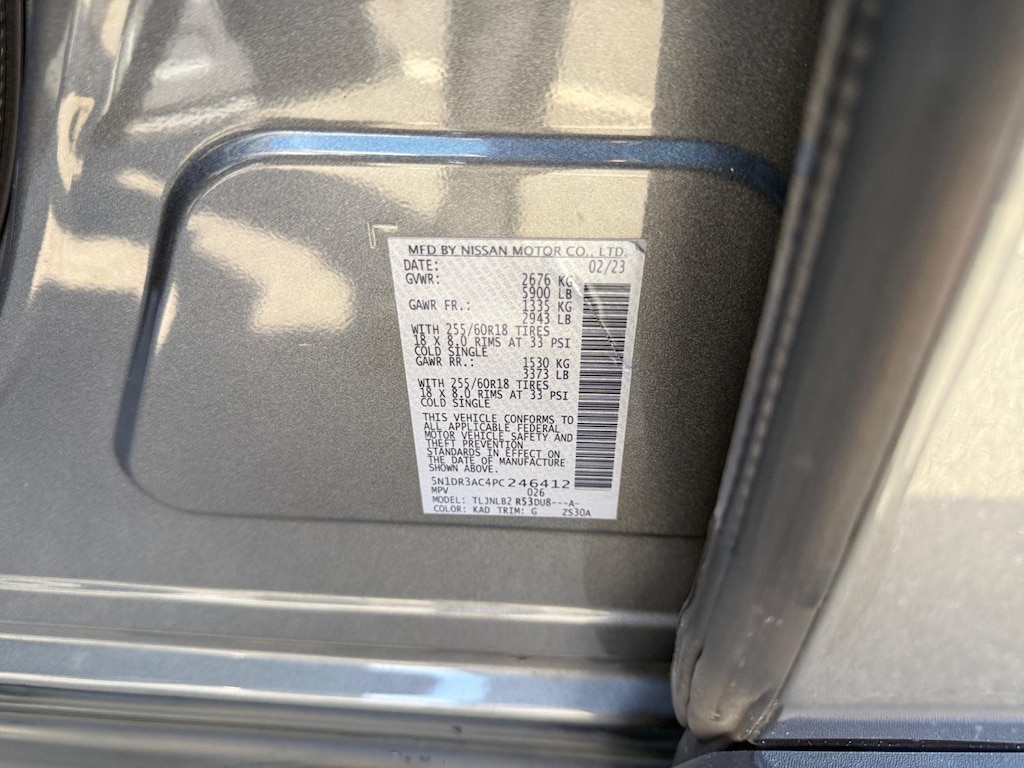 MFD BY NISSAN MOTOR CO., LTD.
DATE: 02/23
GVWR: 2676 KG
5900 LB
GAWR FR.: 1335 KG
2943 LB
WITH 255/60R18 TIRES
18 X 8.0 RIMS AT 33 PSI
COLD SINGLE
GAWR RR.: 1530 KG
3373 LB
WITH 255/60R18 TIRES
18 X 8.0 RIMS AT 33 PSI
COLD SINGLE
THIS VEHICLE CONFORMS TO
ALL APPLICABLE FEDERAL
MOTOR VEHICLE SAFETY AND
THEFT PREVENTION
STANDARDS IN EFFECT ON
THE DATE OF MANUFACTURE
SHOWN ABOVE.
5N1DR3AC4PC246412
MPV 026
MODEL: TLJNLB2 R53DU8---A-
COLOR: KAD TRIM: G ZS30A